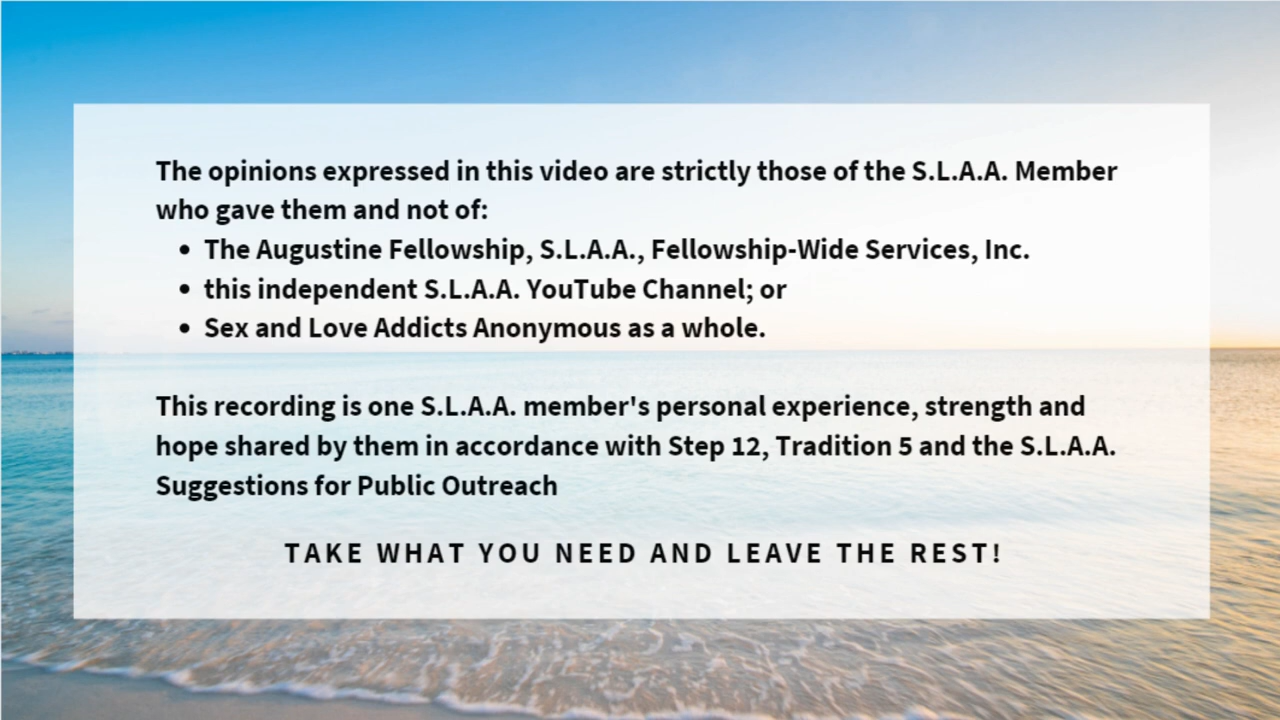 The opinions expressed in this video are strictly those of the S.L.A.A. Member
who gave them and not of:
• The Augustine Fellowship, S.L.A.A., Fellowship-Wide Services, Inc.
• this independent S.L.A.A. YouTube Channel; or
• Sex and Love Addicts Anonymous as a whole.
This recording is one S.L.A.A. member's personal experience, strength and
hope shared by them in accordance with Step 12, Tradition 5 and the S.L.A.A.
Suggestions for Public Outreach
TAKE WHAT YOU NEED AND LEAVE THE REST!